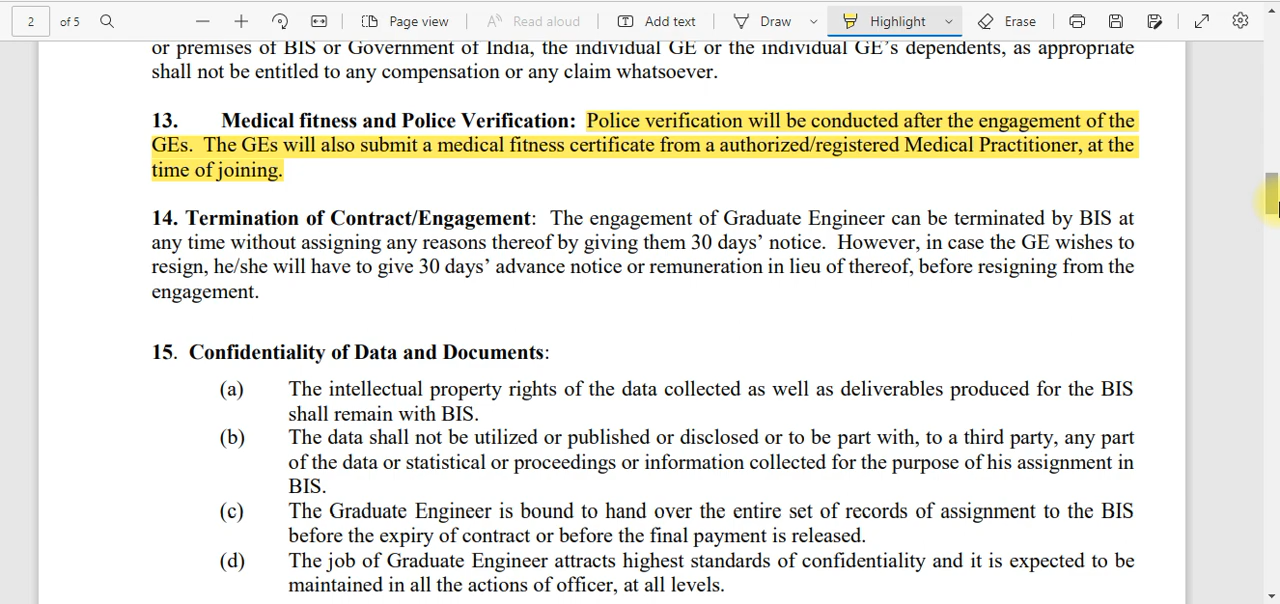 2 of 5 Page view Read aloud Add text Draw Highlight Erase
or premises of BIS or Government of India, the individual GE or the individual GE's dependents, as appropriate
shall not be entitled to any compensation or any claim whatsoever.
13. Medical fitness and Police Verification: Police verification will be conducted after the engagement of the
GEs. The GEs will also submit a medical fitness certificate from a authorized/registered Medical Practitioner, at the
time of joining.
14. Termination of Contract/Engagement: The engagement of Graduate Engineer can be terminated by BIS at
any time without assigning any reasons thereof by giving them 30 days' notice. However, in case the GE wishes to
resign, he/she will have to give 30 days' advance notice or remuneration in lieu of thereof, before resigning from the
engagement.
15. Confidentiality of Data and Documents:
(a) The intellectual property rights of the data collected as well as deliverables produced for the BIS
shall remain with BIS.
(b) The data shall not be utilized or published or disclosed or to be part with, to a third party, any part
of the data or statistical or proceedings or information collected for the purpose of his assignment in
BIS.
(c) The Graduate Engineer is bound to hand over the entire set of records of assignment to the BIS
before the expiry of contract or before the final payment is released.
(d) The job of Graduate Engineer attracts highest standards of confidentiality and it is expected to be
maintained in all the actions of officer, at all levels.